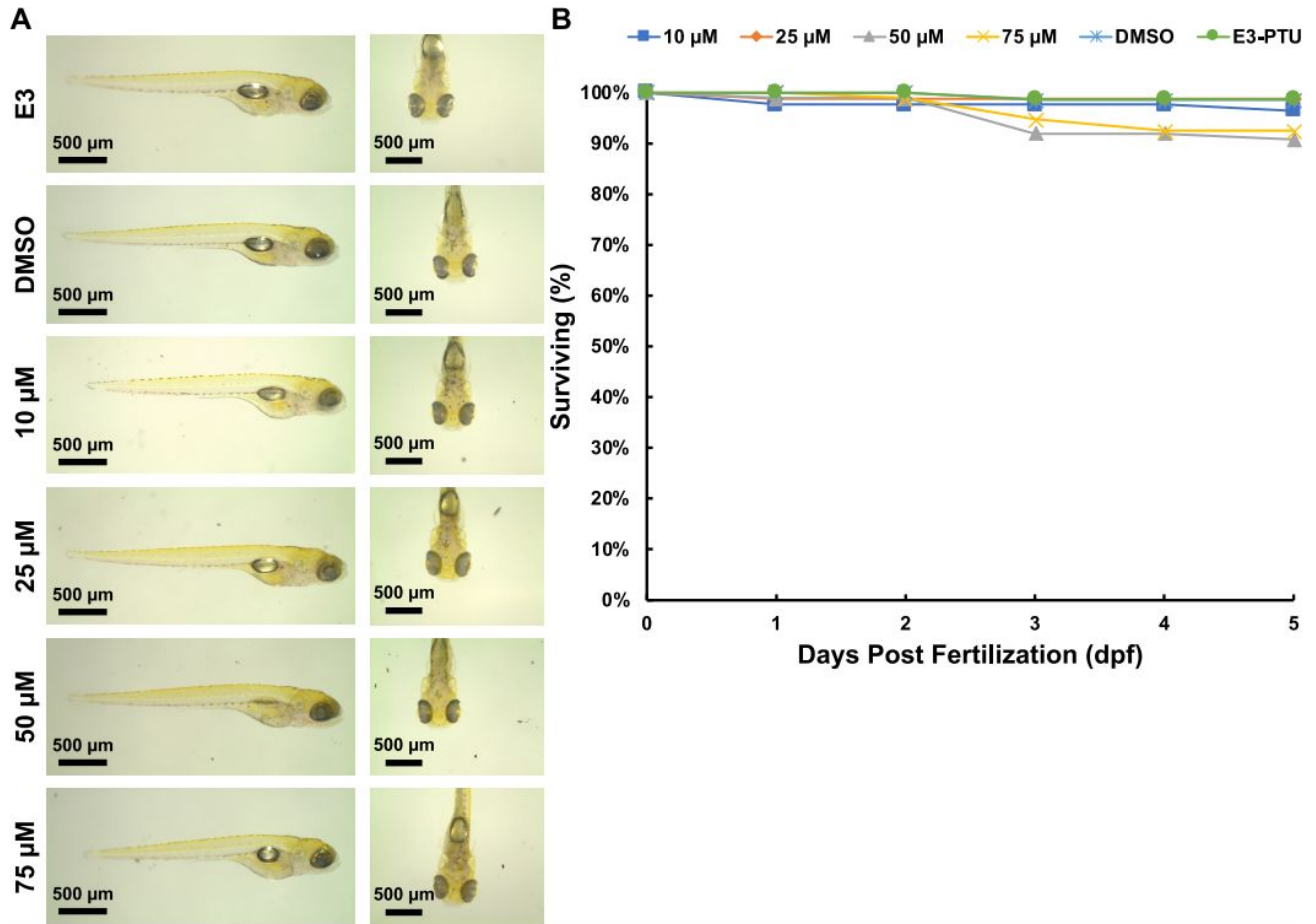 A
E3
500 µm
500 µm
DMSO
500 µm
500 µm
10 µM
500 µm
500 µm
25 µM
500 µm
500 µm
50 µM
500 µm
500 µm
75 µM
500 µm
500 µm
B
10 µM 25 µM 50 µM 75 µM DMSO E3-PTU
100%
90%
80%
70%
60%
50%
40%
30%
20%
10%
0%
Surviving (%)
0 1 2 3 4 5
Days Post Fertilization (dpf)